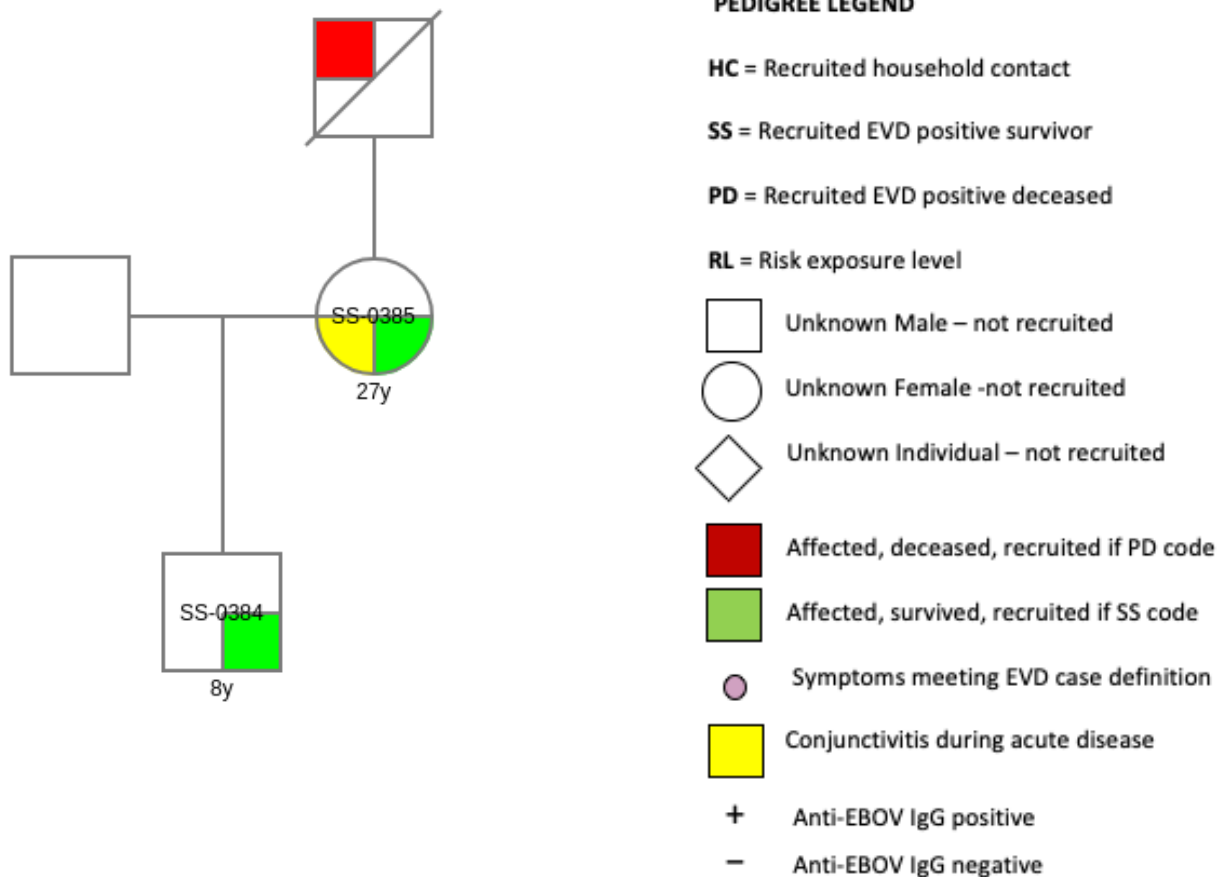 PEDIGREE LEGEND
HC = Recruited household contact
SS = Recruited EVD positive survivor
PD = Recruited EVD positive deceased
RL = Risk exposure level
Unknown Male – not recruited
Unknown Female -not recruited
Unknown Individual – not recruited
Affected, deceased, recruited if PD code
Affected, survived, recruited if SS code
Symptoms meeting EVD case definition
Conjunctivitis during acute disease
+ Anti-EBOV IgG positive
– Anti-EBOV IgG negative
SS-0385
27y
SS-0384
8y